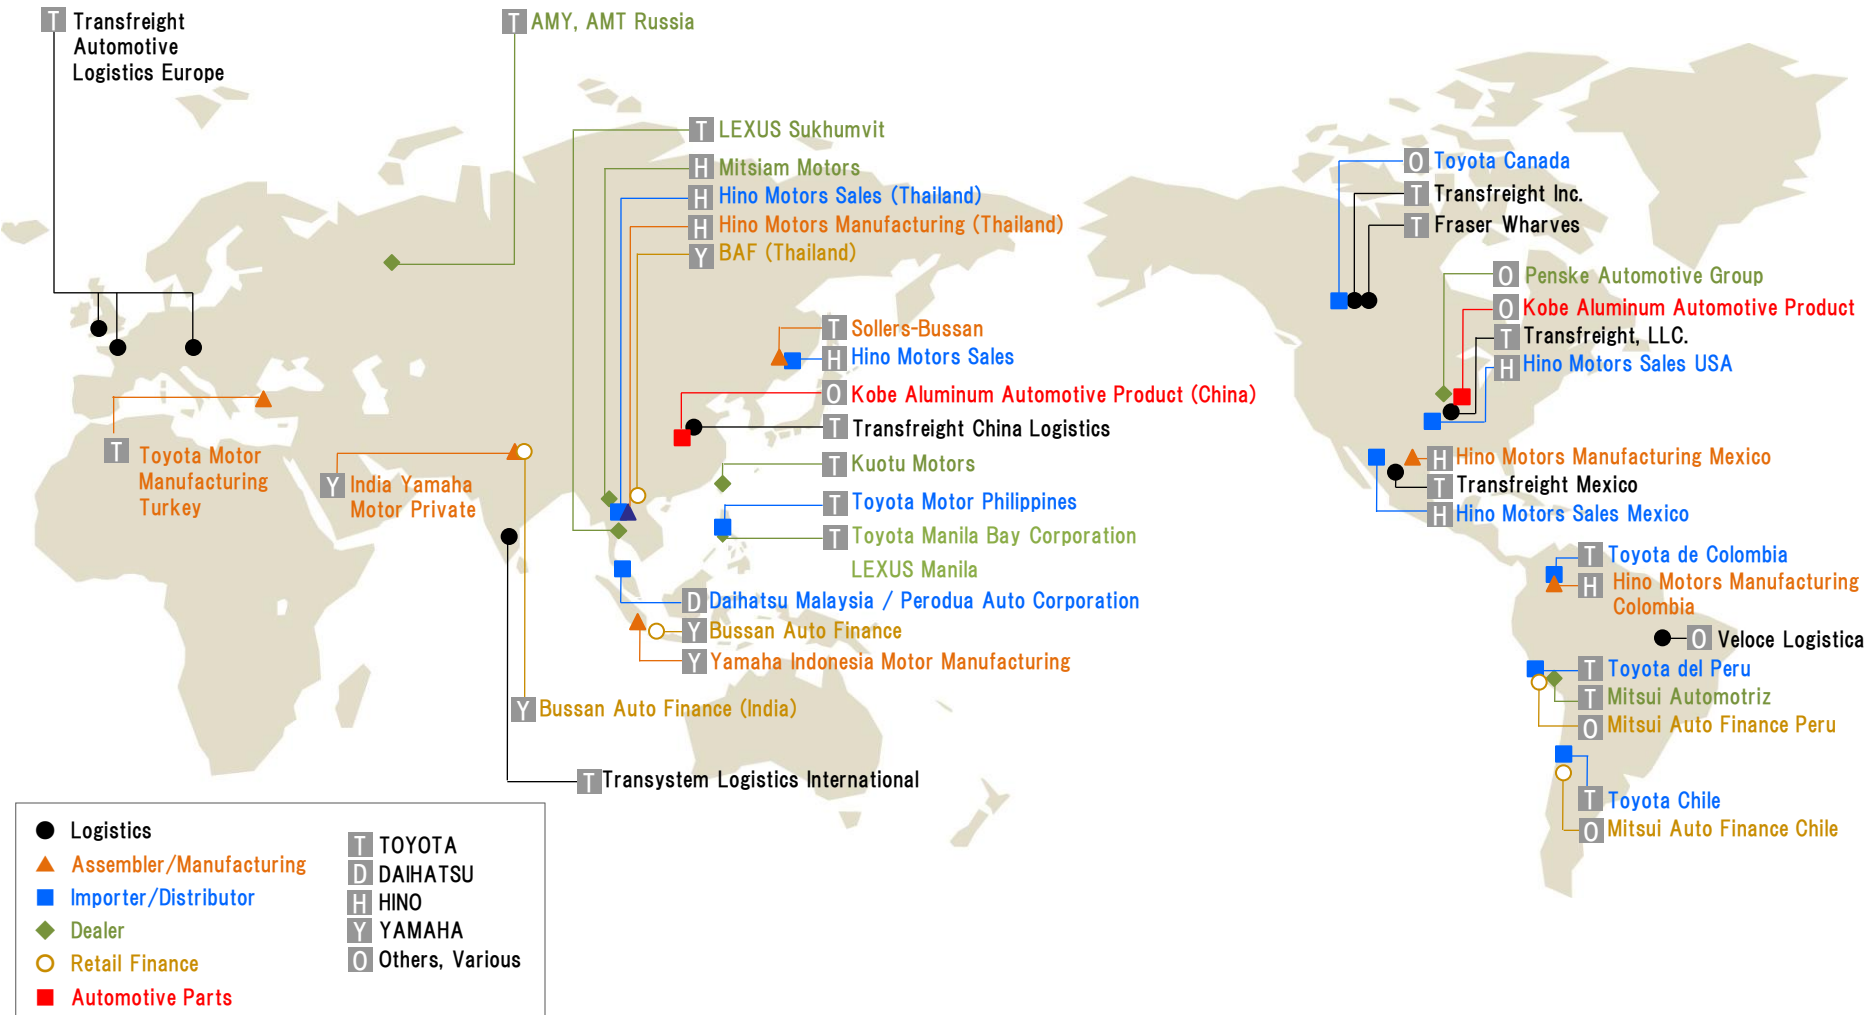 T Transfreight
Automotive
Logistics Europe
T AMY, AMT Russia
T LEXUS Sukhumvit
H Mitsiam Motors
H Hino Motors Sales (Thailand)
H Hino Motors Manufacturing (Thailand)
Y BAF (Thailand)
T Sollers-Bussan
H Hino Motors Sales
O Kobe Aluminum Automotive Product (China)
T Transfreight China Logistics
T Kuotu Motors
T Toyota Motor Philippines
T Toyota Manila Bay Corporation
LEXUS Manila
D Daihatsu Malaysia / Perodua Auto Corporation
Y Bussan Auto Finance
Y Yamaha Indonesia Motor Manufacturing
T Toyota Motor
Manufacturing
Turkey
Y India Yamaha
Motor Private
Y Bussan Auto Finance (India)
T Transystem Logistics International
O Toyota Canada
T Transfreight Inc.
T Fraser Wharves
O Penske Automotive Group
O Kobe Aluminum Automotive Product
T Transfreight, LLC.
H Hino Motors Sales USA
H Hino Motors Manufacturing Mexico
T Transfreight Mexico
H Hino Motors Sales Mexico
T Toyota de Colombia
H Hino Motors Manufacturing
Colombia
O Veloce Logistica
T Toyota del Peru
T Mitsui Automotriz
O Mitsui Auto Finance Peru
T Toyota Chile
O Mitsui Auto Finance Chile
Logistics
Assembler/Manufacturing
Importer/Distributor
Dealer
Retail Finance
Automotive Parts
T TOYOTA
D DAIHATSU
H HINO
Y YAMAHA
O Others, Various